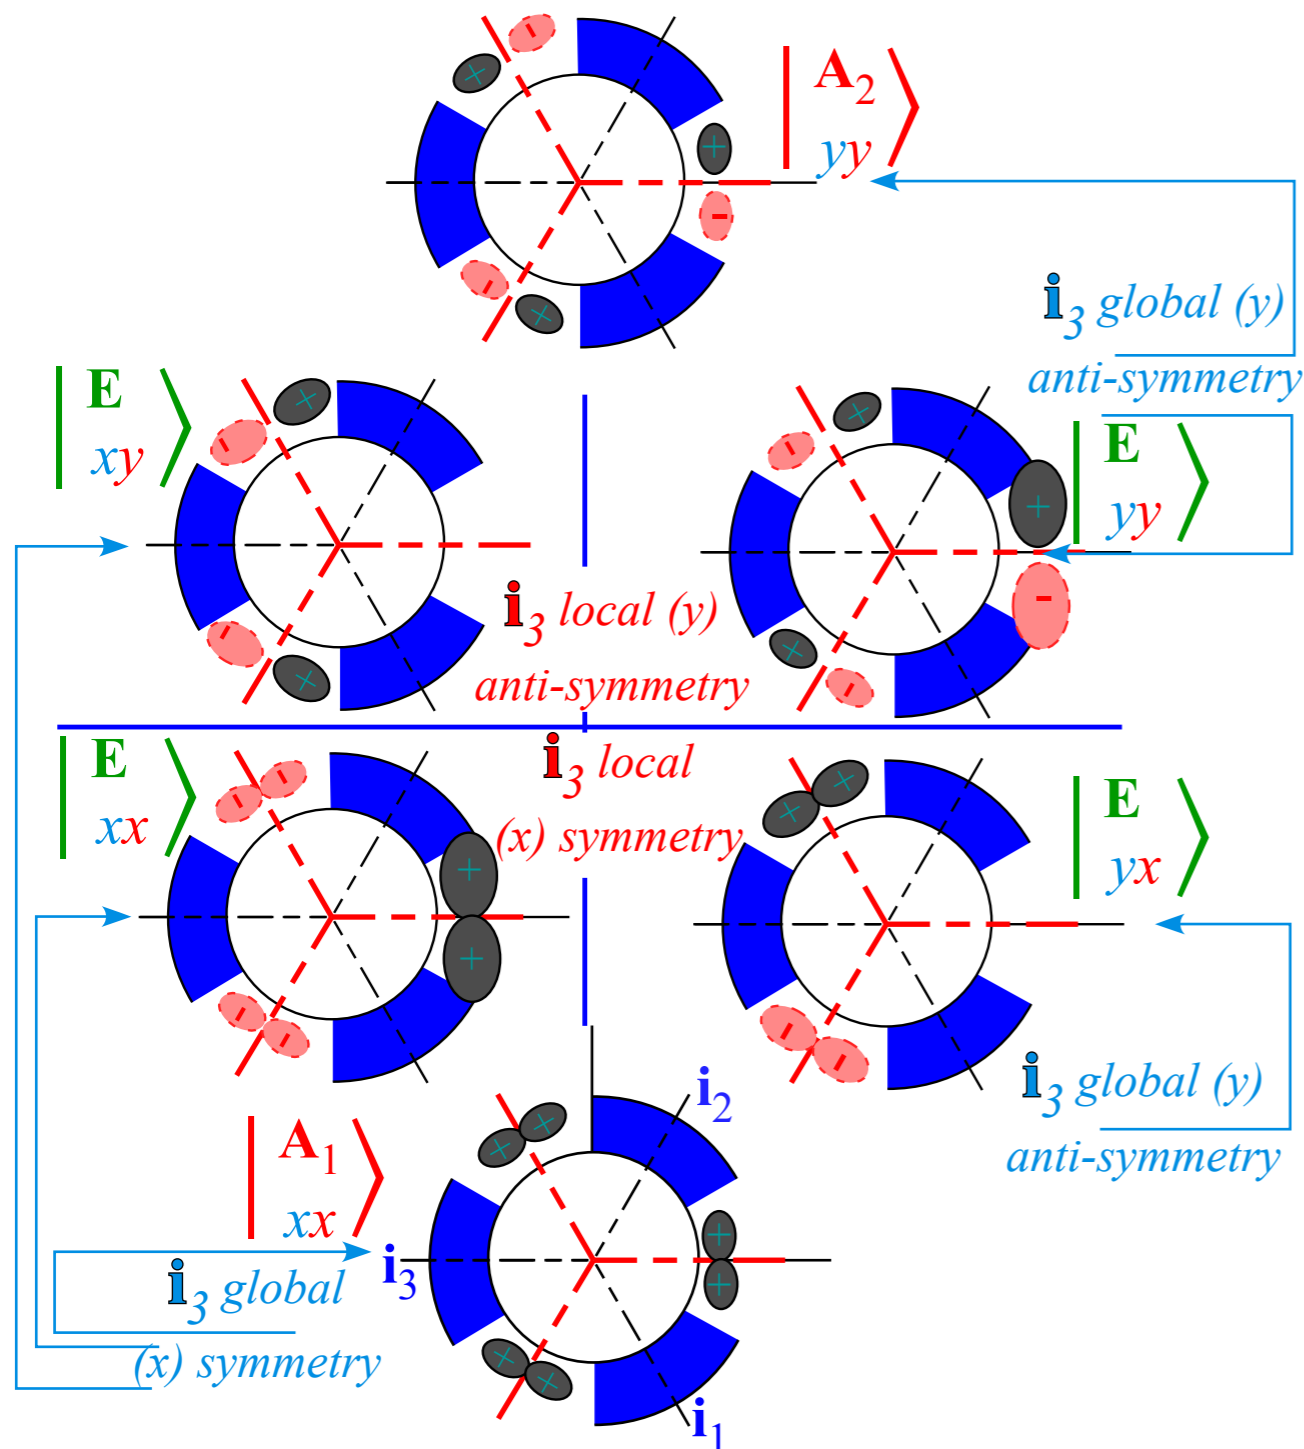 A₂
yy
i₃ global (y)
anti-symmetry
E
xy
E
yy
i₃ local (y)
anti-symmetry
i₃ local
(x) symmetry
E
xx
E
yx
i₃ global (y)
anti-symmetry
A₁
xx
i₂
i₃
i₃ global
(x) symmetry
i₁